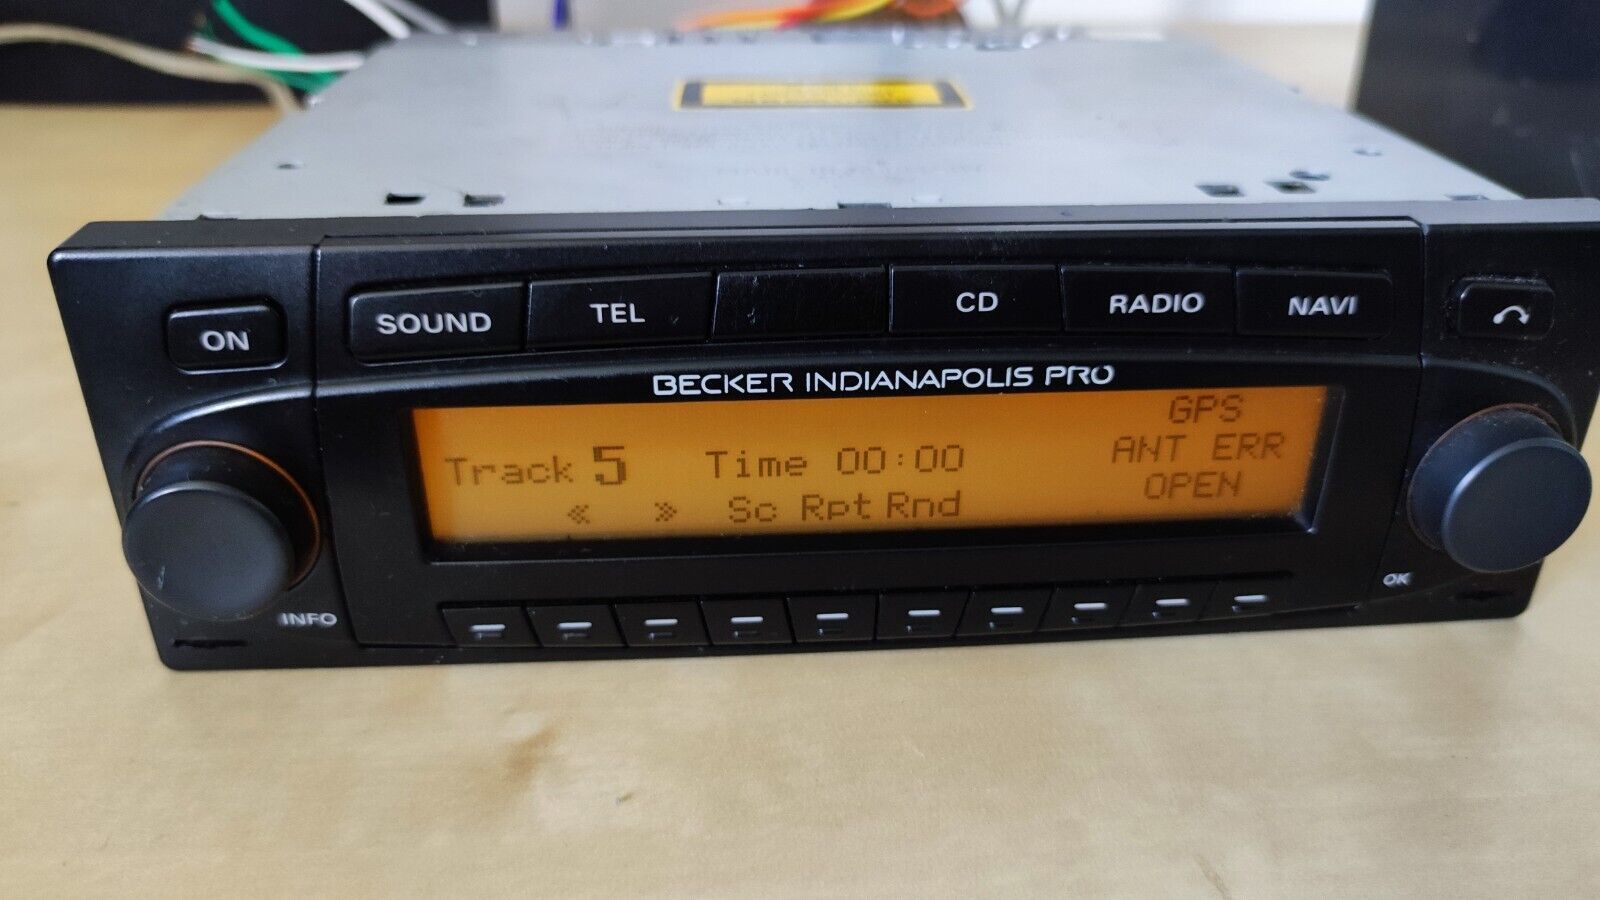 ON
SOUND
TEL
CD
RADIO
NAVI
BECKER INDIANAPOLIS PRO
GPS
Track 5 Time 00:00 ANT ERR
« » Sc Rpt Rnd OPEN
INFO
OK